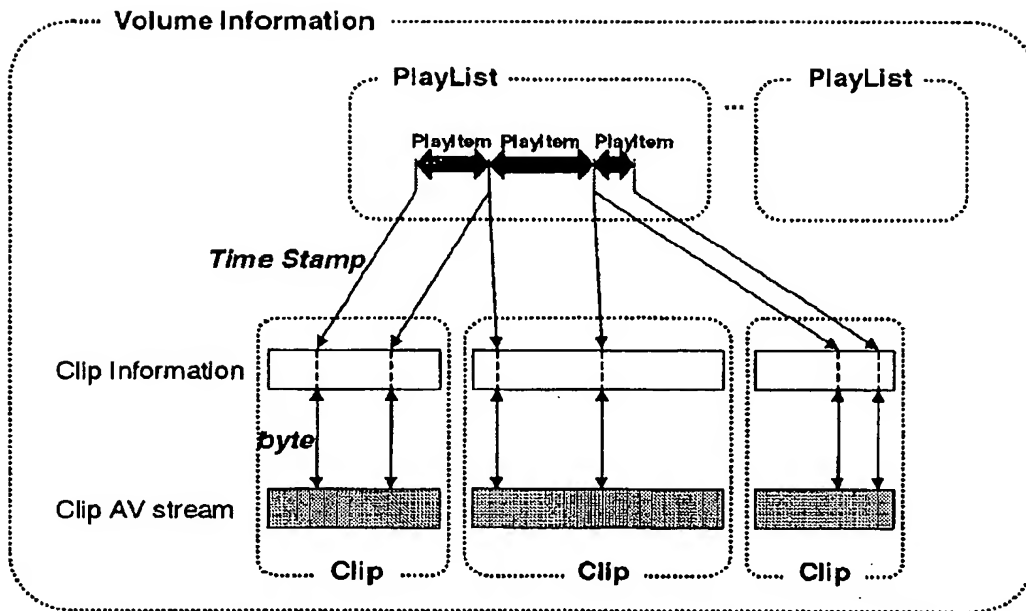 Volume Information
PlayList
...
PlayList
PlayItem PlayItem PlayItem
Time Stamp
Clip Information
byte
Clip AV stream
Clip
Clip
Clip